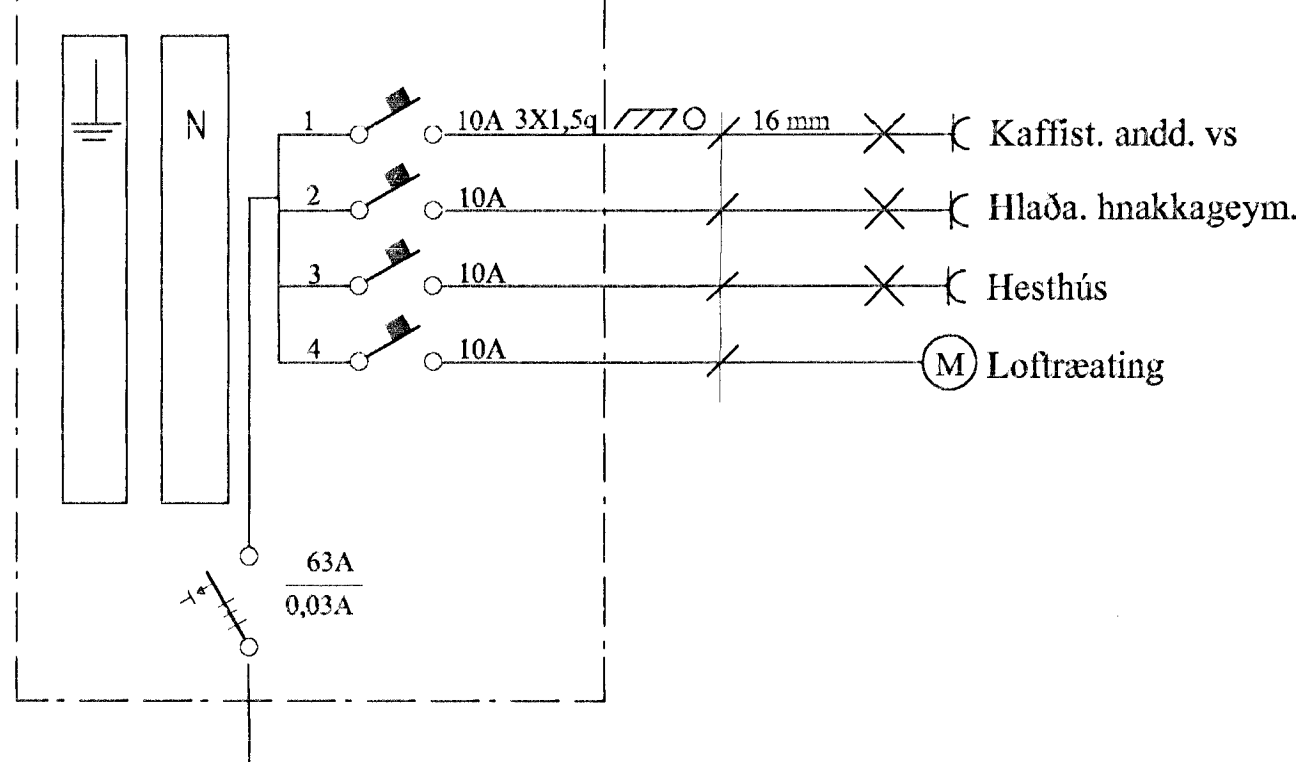 N
1 10A 3X1,5q 16 mm Kaffist. andd. vs
2 10A Hlaða. hnakkageym.
3 10A Hesthús
4 10A M Loftræating
63A
0,03A